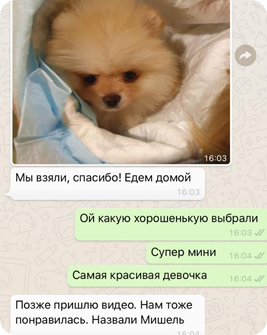 16:03
Мы взяли, спасибо! Едем домой
16:03
Ой какую хорошенькую выбрали
16:03
Супер мини
16:04
Самая красивая девочка
16:04
Позже пришлю видео. Нам тоже
понравилась. Назвали Мишель
16:04